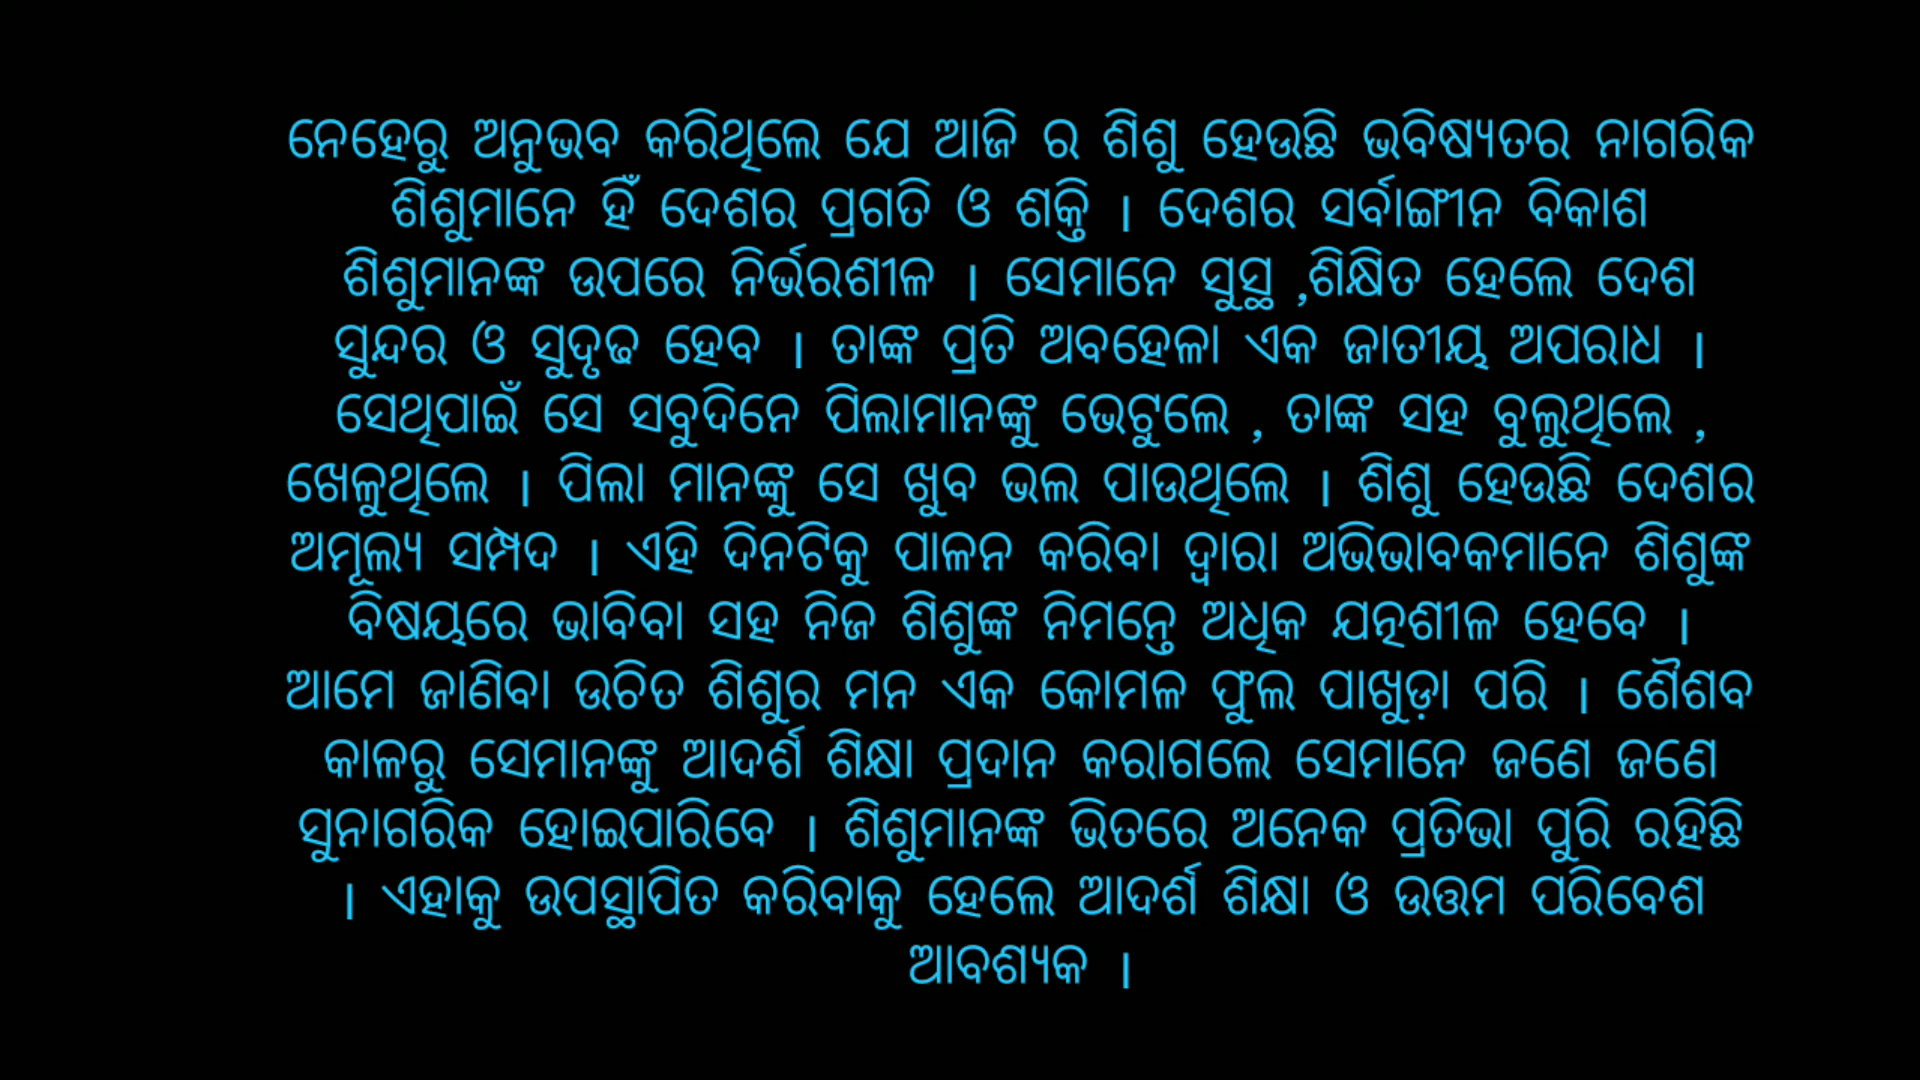 ନେହେରୁ ଅନୁଭବ କରିଥିଲେ ଯେ ଆଜି ର ଶିଶୁ ହେଉଛି ଭବିଷ୍ୟତର ନାଗରିକ
ଶିଶୁମାନେ ହିଁ ଦେଶର ପ୍ରଗତି ଓ ଶକ୍ତି । ଦେଶର ସର୍ବାଙ୍ଗୀନ ବିକାଶ
ଶିଶୁମାନଙ୍କ ଉପରେ ନିର୍ଭରଶୀଳ । ସେମାନେ ସୁସ୍ଥ ,ଶିକ୍ଷିତ ହେଲେ ଦେଶ
ସୁନ୍ଦର ଓ ସୁଦୃଢ ହେବ । ତାଙ୍କ ପ୍ରତି ଅବହେଳା ଏକ ଜାତୀୟ ଅପରାଧ ।
ସେଥିପାଇଁ ସେ ସବୁଦିନେ ପିଲାମାନଙ୍କୁ ଭେଟୁଲେ , ତାଙ୍କ ସହ ବୁଲୁଥିଲେ ,
ଖେଳୁଥିଲେ । ପିଲା ମାନଙ୍କୁ ସେ ଖୁବ ଭଲ ପାଉଥିଲେ । ଶିଶୁ ହେଉଛି ଦେଶର
ଅମୂଲ୍ୟ ସମ୍ପଦ । ଏହି ଦିନଟିକୁ ପାଳନ କରିବା ଦ୍ୱାରା ଅଭିଭାବକମାନେ ଶିଶୁଙ୍କ
ବିଷୟରେ ଭାବିବା ସହ ନିଜ ଶିଶୁଙ୍କ ନିମନ୍ତେ ଅଧିକ ଯତ୍ନଶୀଳ ହେବେ ।
ଆମେ ଜାଣିବା ଉଚିତ ଶିଶୁର ମନ ଏକ କୋମଳ ଫୁଲ ପାଖୁଡ଼ା ପରି । ଶୈଶବ
କାଳରୁ ସେମାନଙ୍କୁ ଆଦର୍ଶ ଶିକ୍ଷା ପ୍ରଦାନ କରାଗଲେ ସେମାନେ ଜଣେ ଜଣେ
ସୁନାଗରିକ ହୋଇପାରିବେ । ଶିଶୁମାନଙ୍କ ଭିତରେ ଅନେକ ପ୍ରତିଭା ପୁରି ରହିଛି
। ଏହାକୁ ଉପସ୍ଥାପିତ କରିବାକୁ ହେଲେ ଆଦର୍ଶ ଶିକ୍ଷା ଓ ଉତ୍ତମ ପରିବେଶ
ଆବଶ୍ୟକ ।